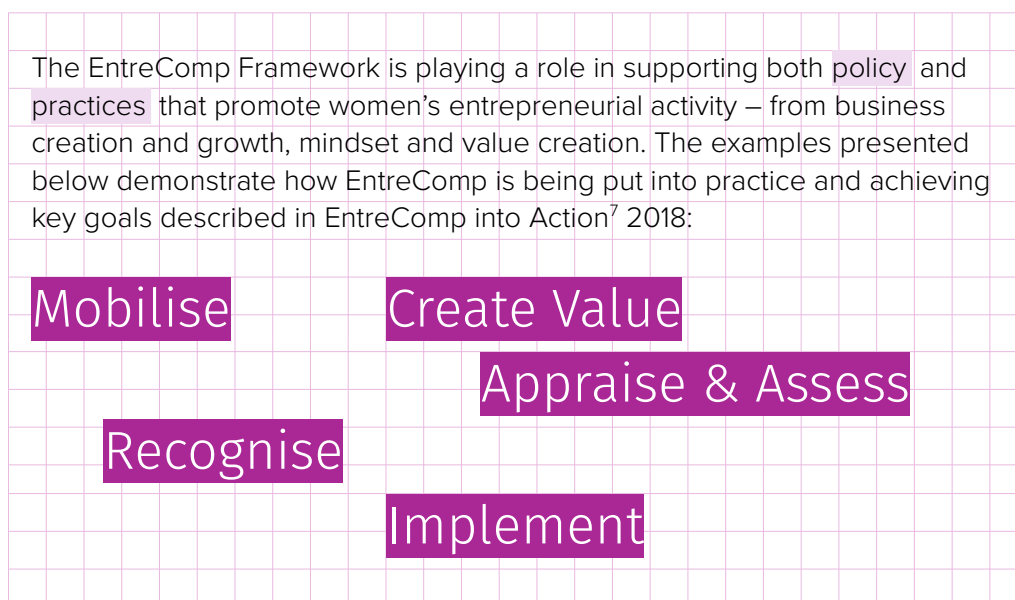 The EntreComp Framework is playing a role in supporting both policy and
practices that promote women’s entrepreneurial activity – from business
creation and growth, mindset and value creation. The examples presented
below demonstrate how EntreComp is being put into practice and achieving
key goals described in EntreComp into Action⁷ 2018:
Mobilise
Create Value
Appraise & Assess
Recognise
Implement